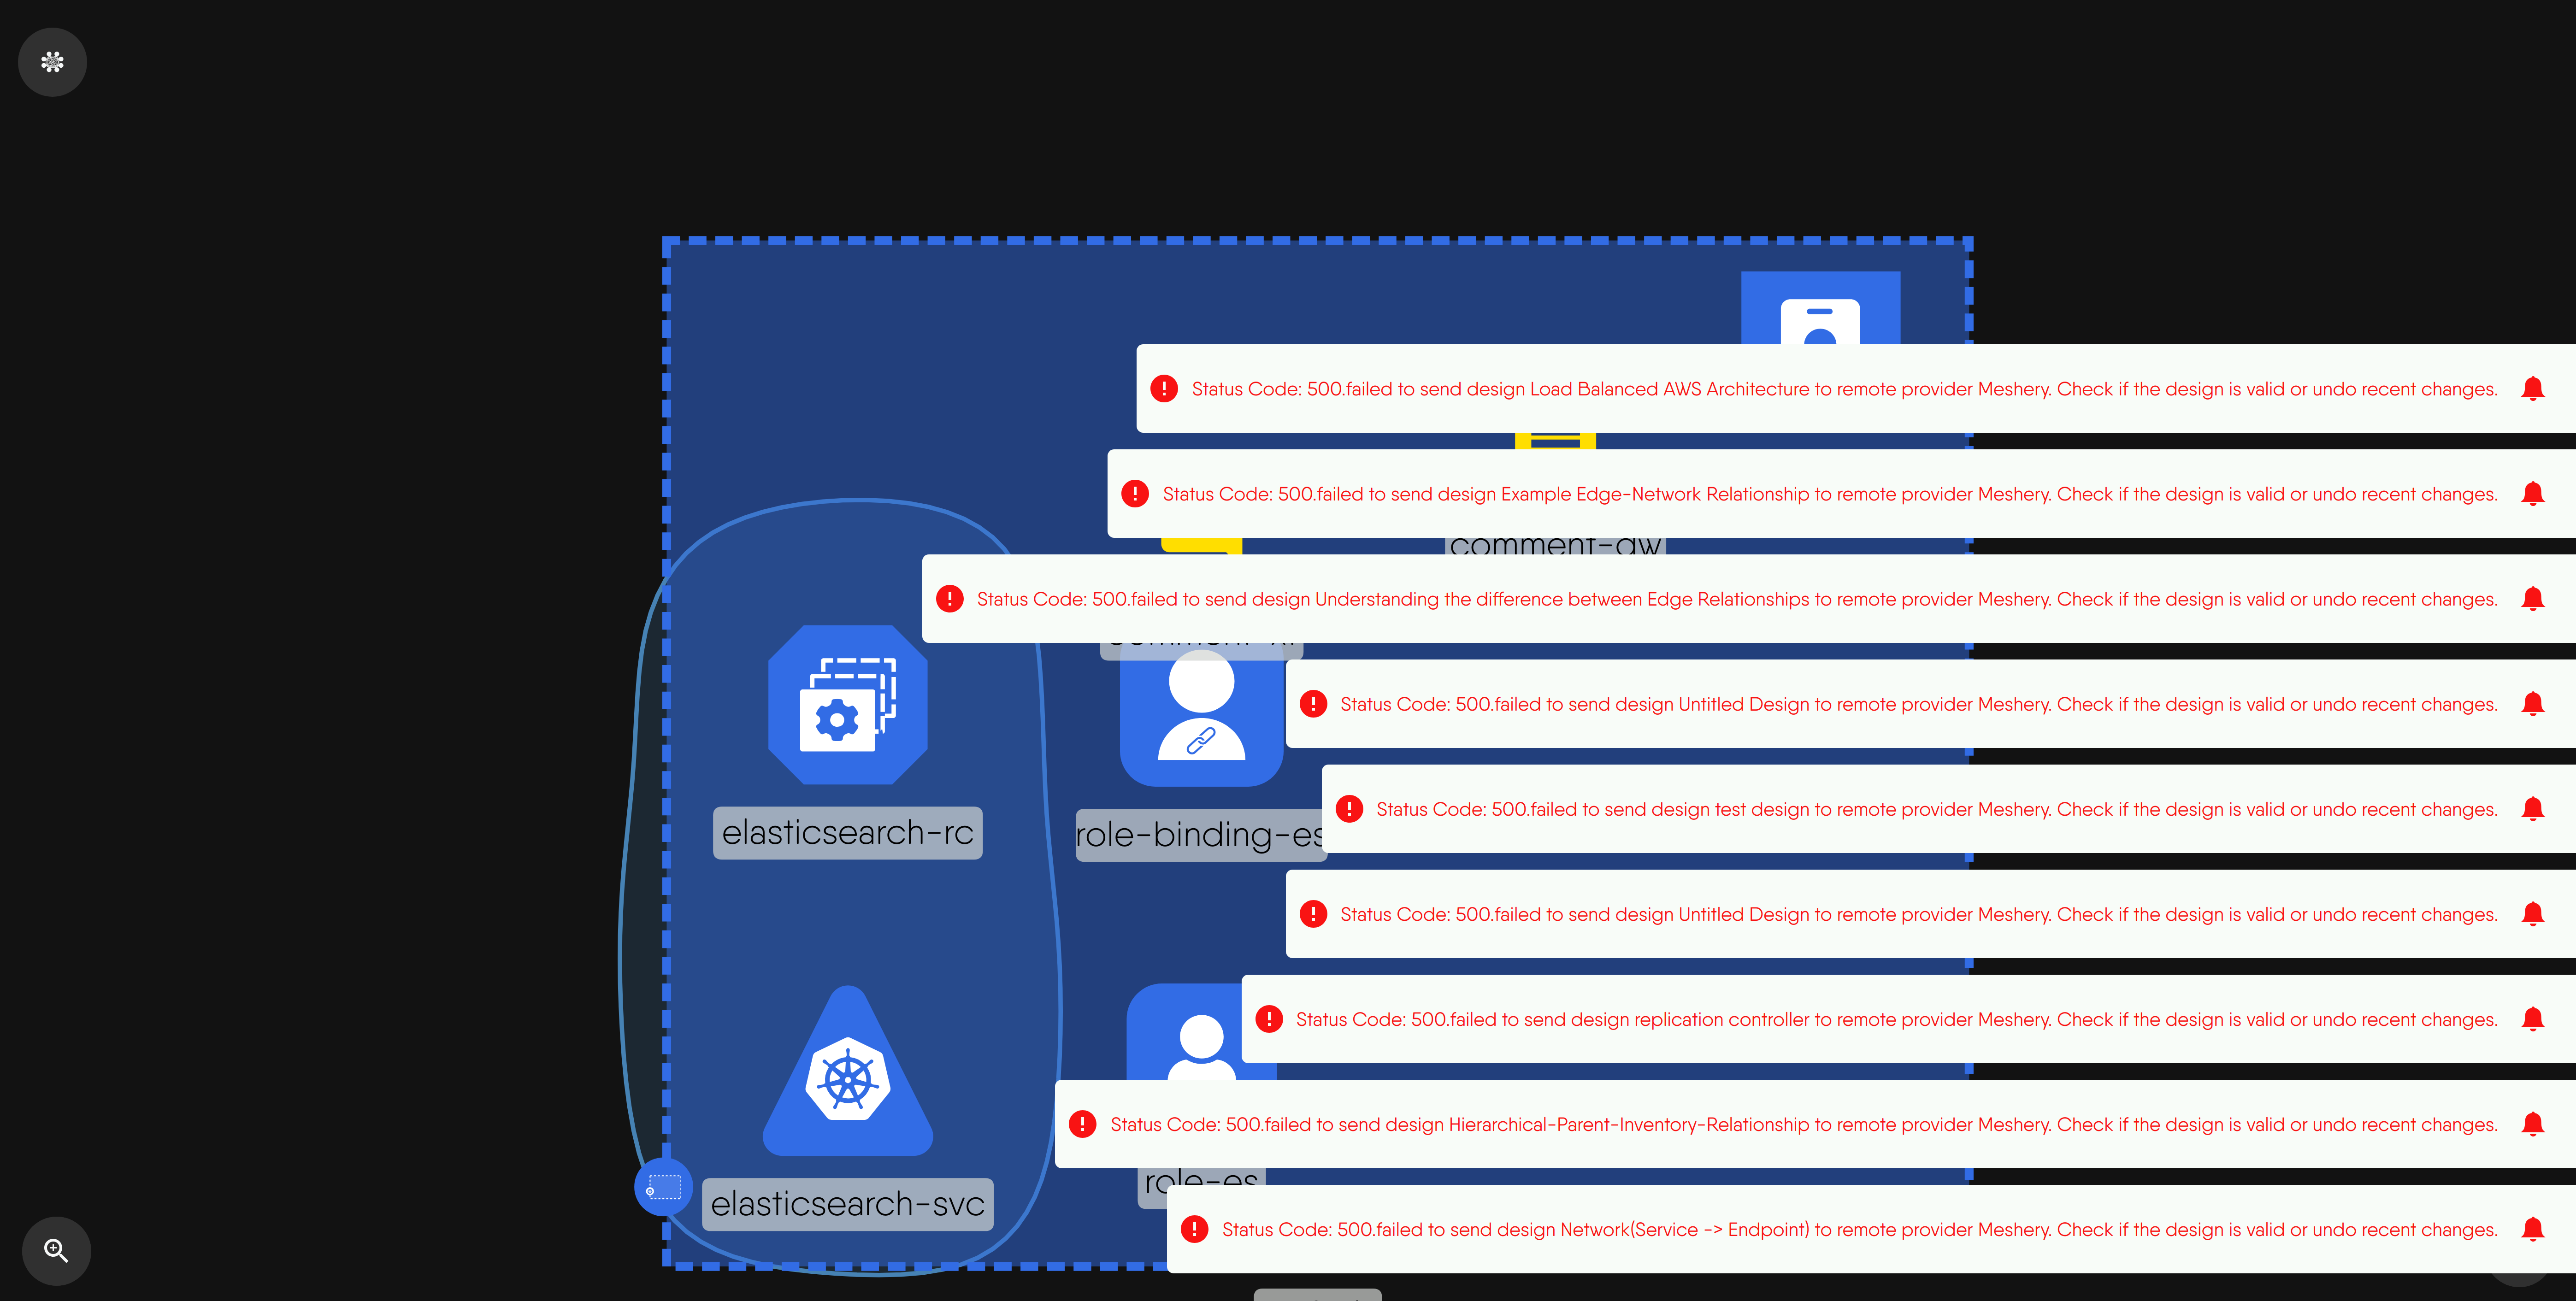 Status Code: 500.failed to send design Load Balanced AWS Architecture to remote provider Meshery. Check if the design is valid or undo recent changes.
Status Code: 500.failed to send design Example Edge-Network Relationship to remote provider Meshery. Check if the design is valid or undo recent changes.
comment-dw
Status Code: 500.failed to send design Understanding the difference between Edge Relationships to remote provider Meshery. Check if the design is valid or undo recent changes.
Status Code: 500.failed to send design Untitled Design to remote provider Meshery. Check if the design is valid or undo recent changes.
Status Code: 500.failed to send design test design to remote provider Meshery. Check if the design is valid or undo recent changes.
elasticsearch-rc
role-binding-es
Status Code: 500.failed to send design Untitled Design to remote provider Meshery. Check if the design is valid or undo recent changes.
Status Code: 500.failed to send design replication controller to remote provider Meshery. Check if the design is valid or undo recent changes.
Status Code: 500.failed to send design Hierarchical-Parent-Inventory-Relationship to remote provider Meshery. Check if the design is valid or undo recent changes.
role-es
elasticsearch-svc
Status Code: 500.failed to send design Network(Service -> Endpoint) to remote provider Meshery. Check if the design is valid or undo recent changes.